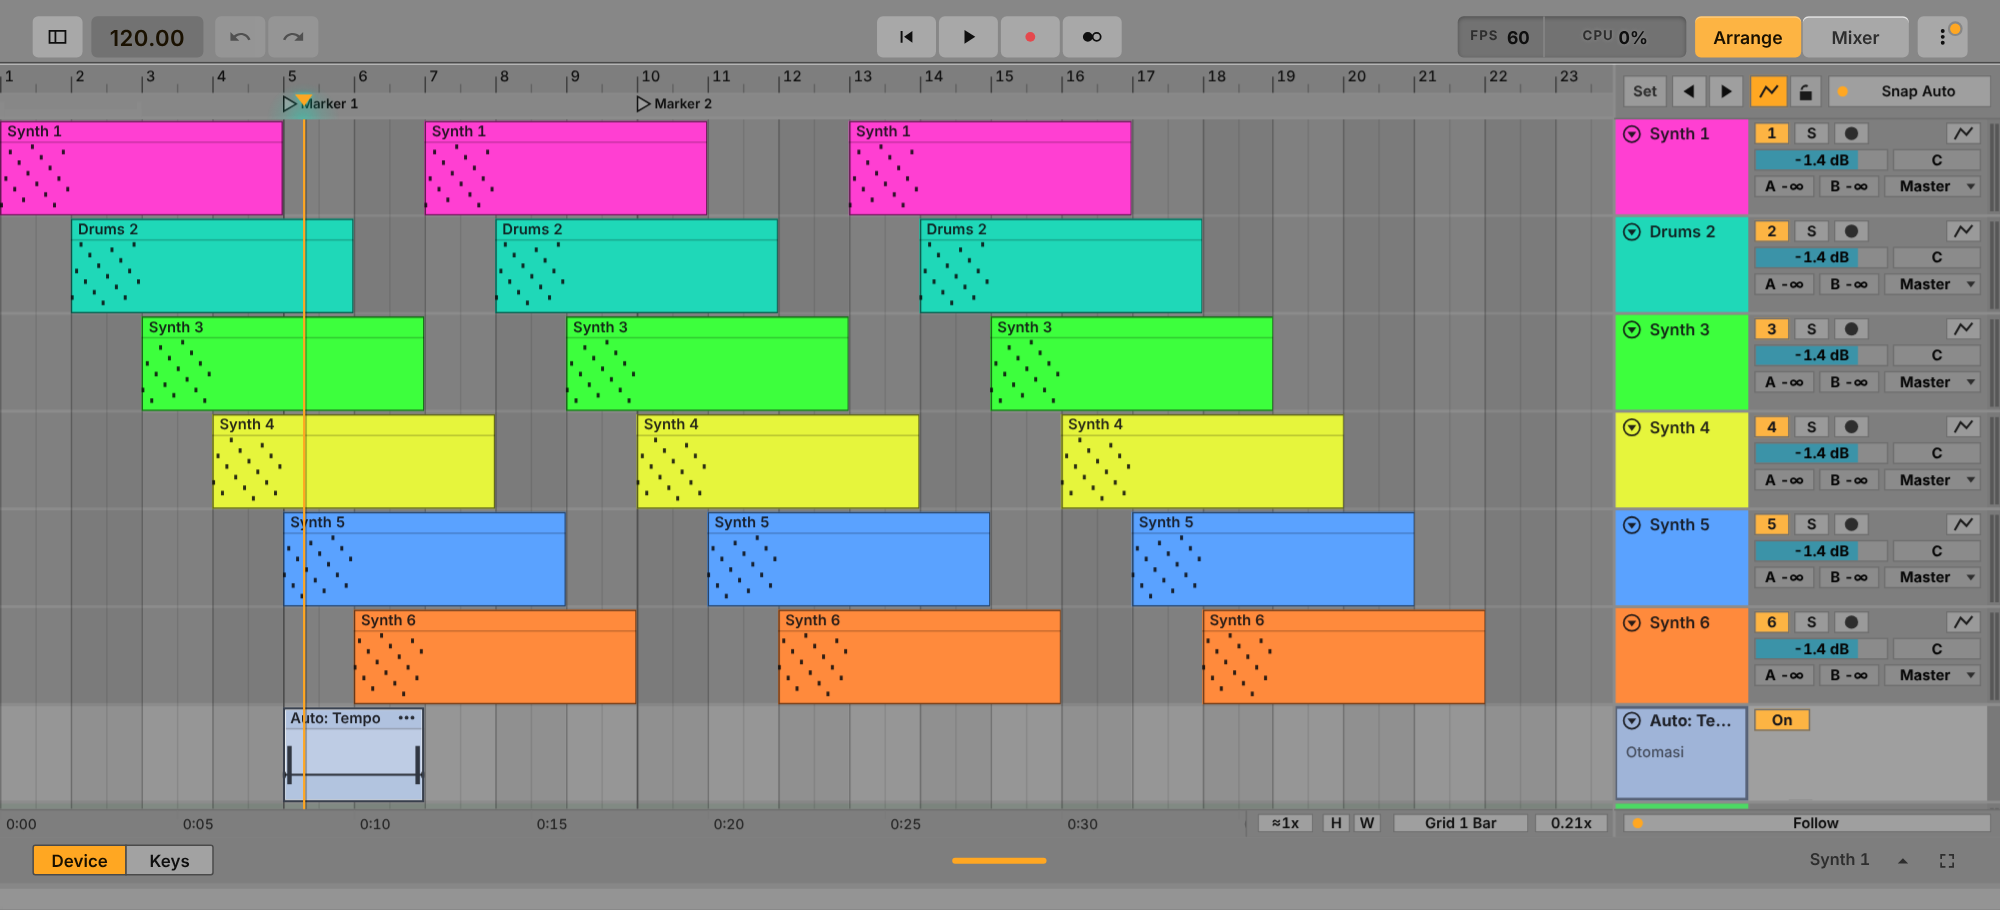 120.00
FPS 60 CPU 0% Arrange Mixer
1 2 3 4 5 6 7 8 9 10 11 12 13 14 15 16 17 18 19 20 21 22 23
Set Snap Auto
Marker 1 Marker 2
Synth 1 Synth 1 Synth 1
Synth 1 1 S
-1.4 dB C
A -∞ B -∞ Master
Drums 2 Drums 2 Drums 2
Drums 2 2 S
-1.4 dB C
A -∞ B -∞ Master
Synth 3 Synth 3 Synth 3
Synth 3 3 S
-1.4 dB C
A -∞ B -∞ Master
Synth 4 Synth 4 Synth 4
Synth 4 4 S
-1.4 dB C
A -∞ B -∞ Master
Synth 5 Synth 5 Synth 5
Synth 5 5 S
-1.4 dB C
A -∞ B -∞ Master
Synth 6 Synth 6 Synth 6
Synth 6 6 S
-1.4 dB C
A -∞ B -∞ Master
Auto: Tempo
Auto: Te... On
Otomasi
0:00 0:05 0:10 0:15 0:20 0:25 0:30
≈1x H W Grid 1 Bar 0.21x Follow
Device Keys Synth 1